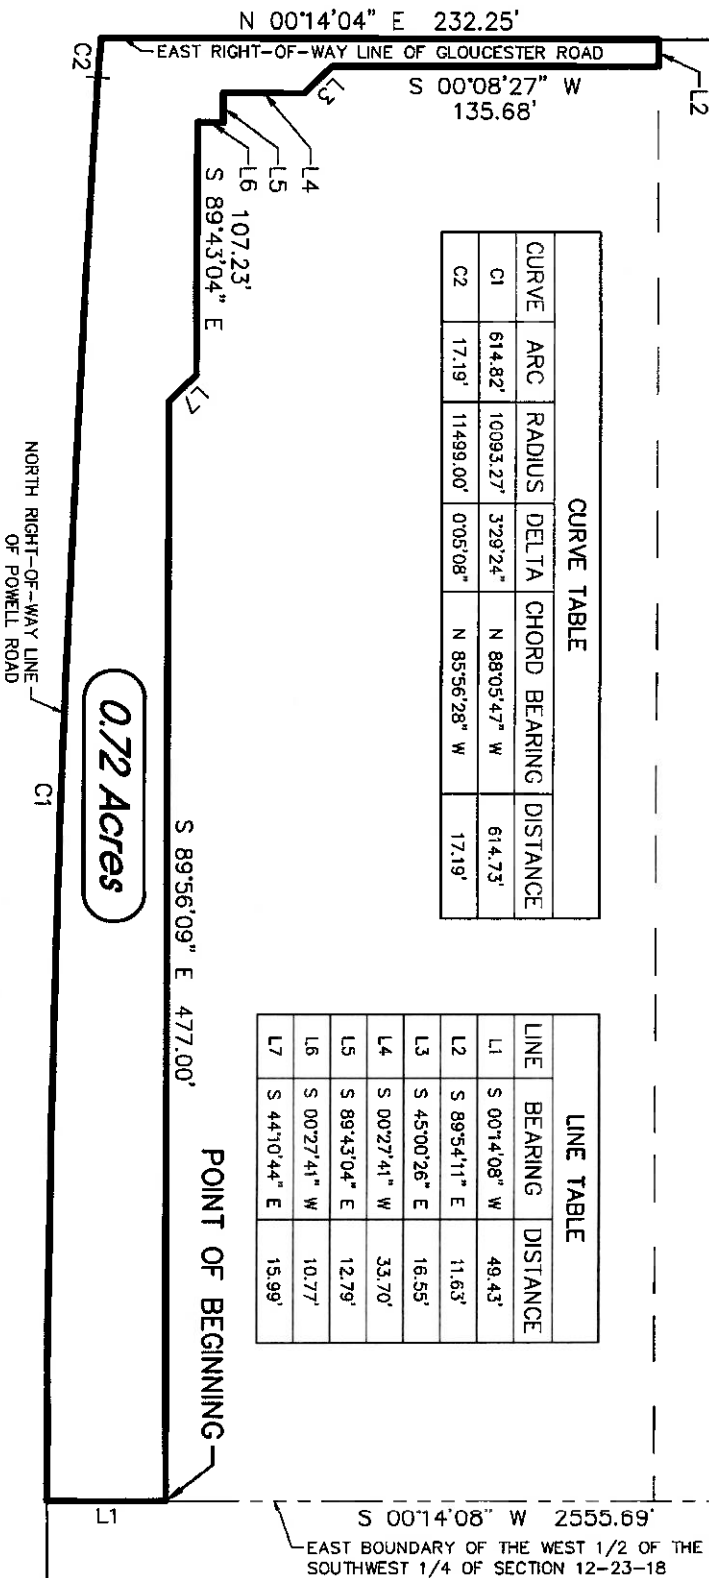 N 00°14'04" E 232.25'
EAST RIGHT-OF-WAY LINE OF GLOUCESTER ROAD
C2
L2
S 00°08'27" W
135.68'
L3
L4
L5
L6
107.23'
S 89°43'04" E
L7
CURVE TABLE
CURVE ARC RADIUS DELTA CHORD BEARING DISTANCE
C1 614.82' 10093.27' 3°29'24" N 88°05'47" W 614.73'
C2 17.19' 11499.00' 0°05'08" N 85°56'28" W 17.19'
NORTH RIGHT-OF-WAY LINE
OF POWELL ROAD
C1
0.72 Acres
S 89°56'09" E 477.00'
LINE TABLE
LINE BEARING DISTANCE
L1 S 00°14'08" W 49.43'
L2 S 89°54'11" E 11.63'
L3 S 45°00'26" E 16.55'
L4 S 00°27'41" W 33.70'
L5 S 89°43'04" E 12.79'
L6 S 00°27'41" W 10.77'
L7 S 44°10'44" E 15.99'
POINT OF BEGINNING
L1
S 00°14'08" W 2555.69'
EAST BOUNDARY OF THE WEST 1/2 OF THE
SOUTHWEST 1/4 OF SECTION 12-23-18